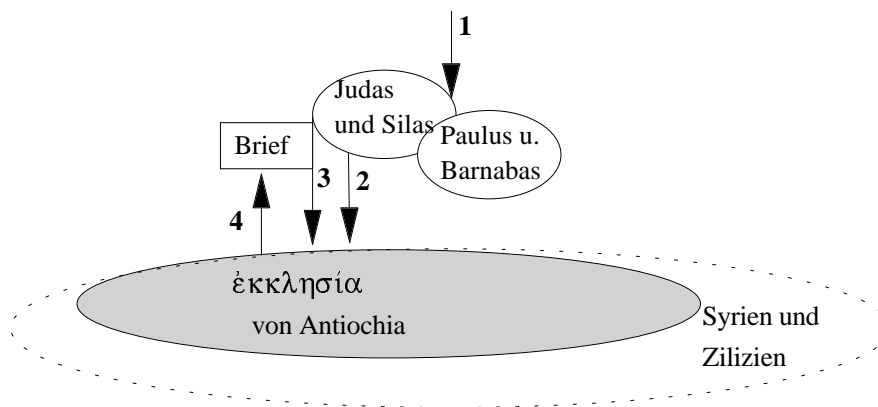 1
Judas
und Silas
Paulus u.
Barnabas
Brief
3
2
4
ἐκκλησία
von Antiochia
Syrien und
Zilizien